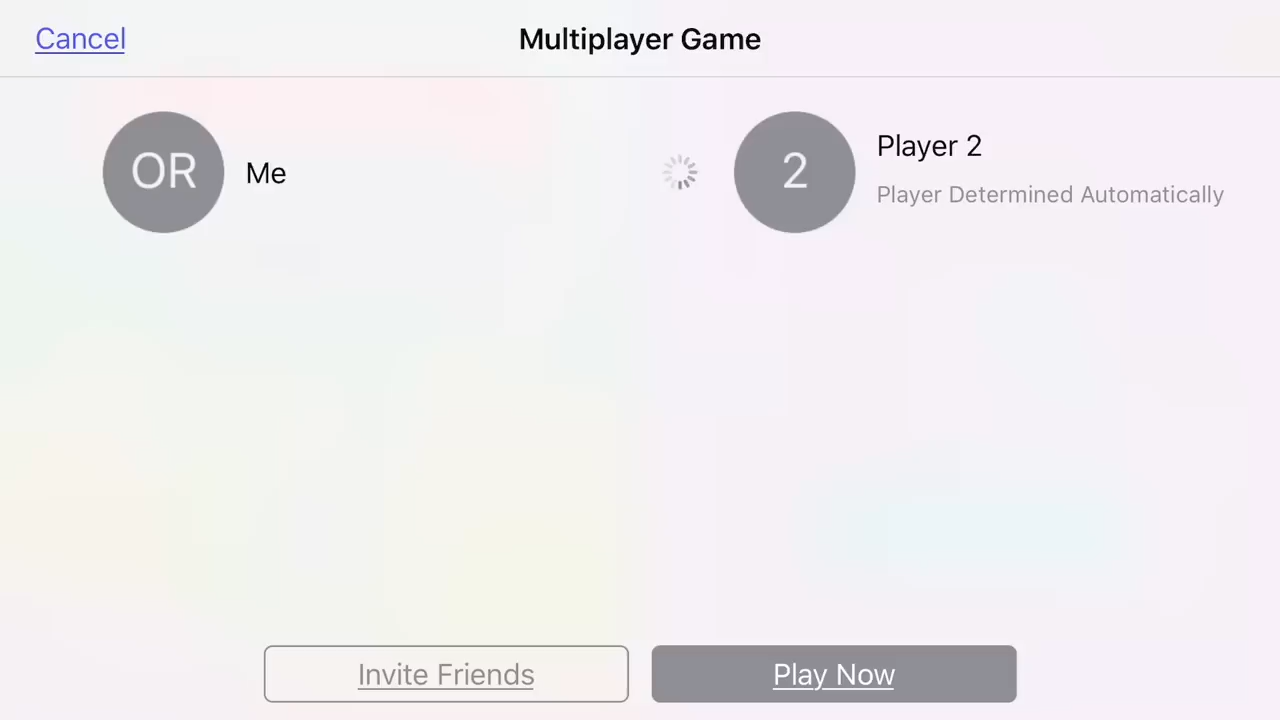 Cancel
Multiplayer Game
OR
Me
2
Player 2
Player Determined Automatically
Invite Friends
Play Now